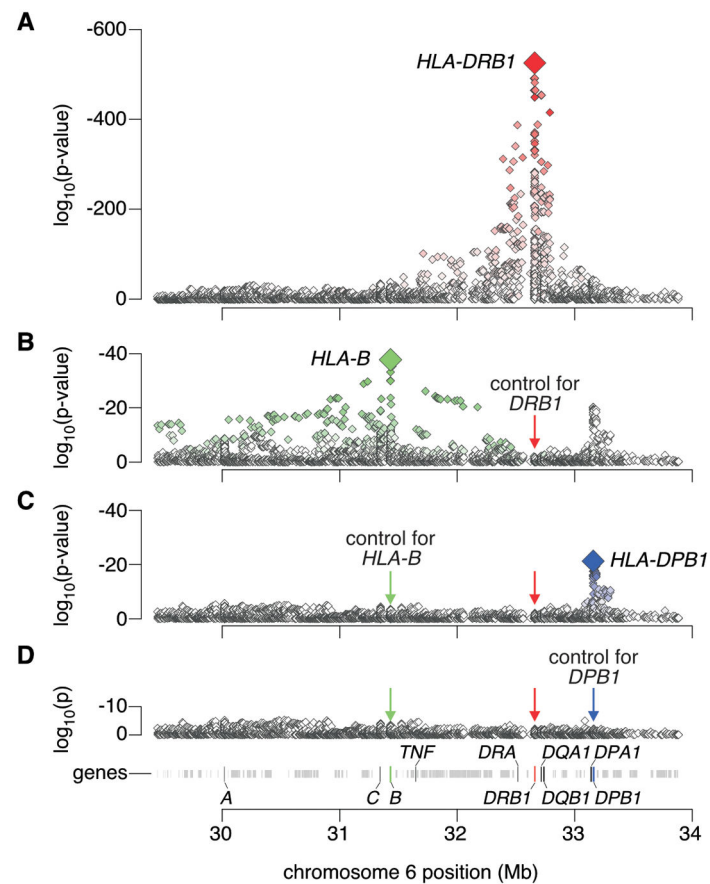 A
-600
HLA-DRB1
-400
-200
0
log10(p-value)
B
-40
HLA-B
control for
DRB1
-20
0
log10(p-value)
C
-40
control for
HLA-B
-20
HLA-DPB1
0
log10(p-value)
D
control for
DPB1
-10
0
log10(p)
TNF DRA DQA1 DPA1
genes
A C B DRB1 DQB1 DPB1
30 31 32 33 34
chromosome 6 position (Mb)